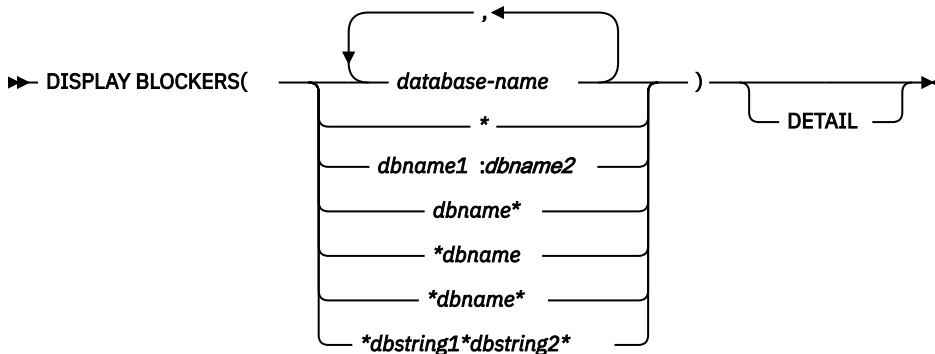 ,
DISPLAY BLOCKERS( database-name )
*
DETAIL
dbname1 :dbname2
dbname*
*dbname
*dbname*
*dbstring1*dbstring2*